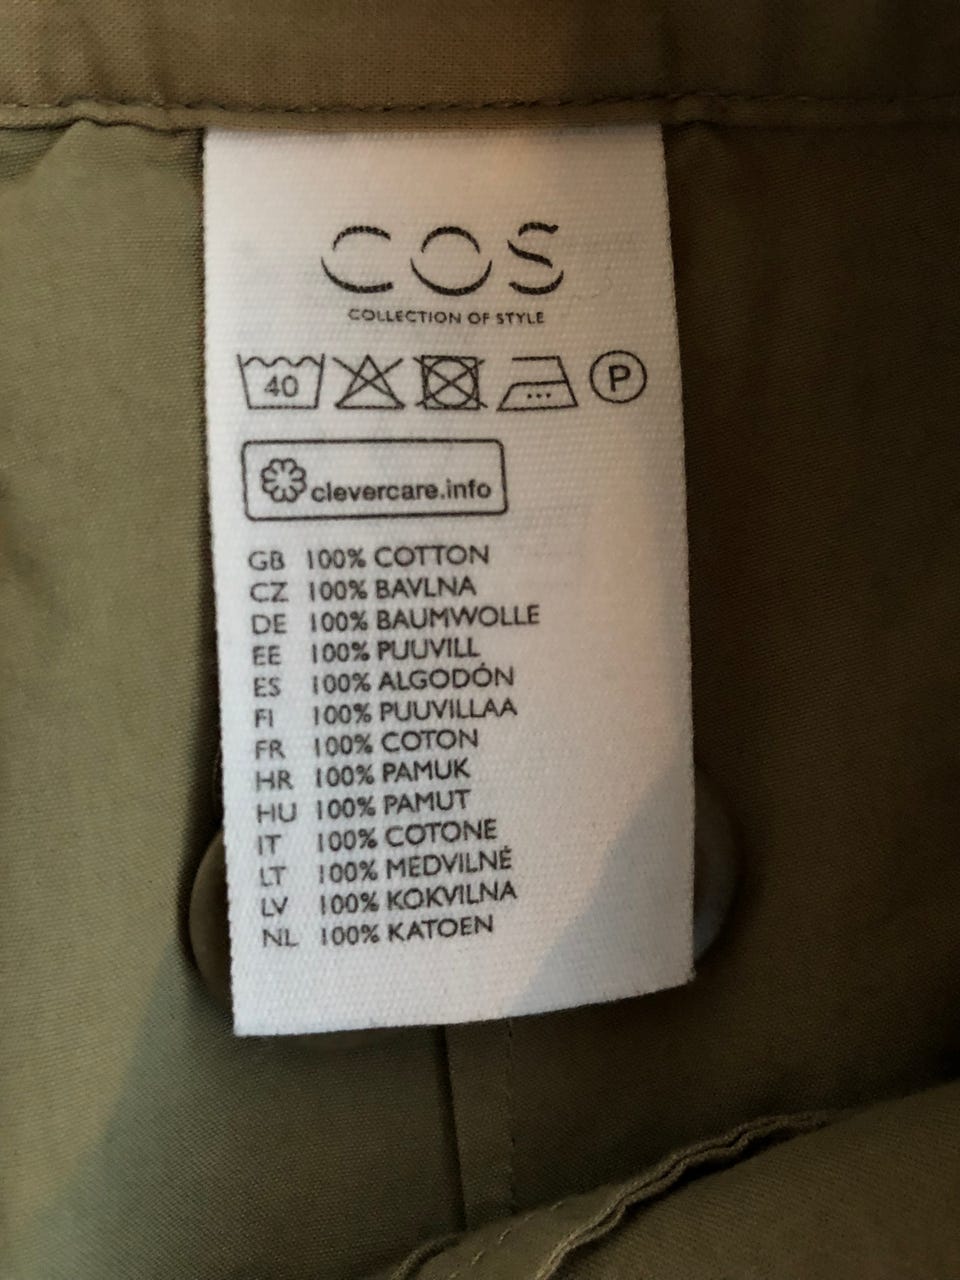 COS
COLLECTION OF STYLE
40 P
clevercare.info
GB 100% COTTON
CZ 100% BAVLNA
DE 100% BAUMWOLLE
EE 100% PUUVILL
ES 100% ALGODÓN
FI 100% PUUVILLAA
FR 100% COTON
HR 100% PAMUK
HU 100% PAMUT
IT 100% COTONE
LT 100% MEDVILNĖ
LV 100% KOKVILNA
NL 100% KATOEN